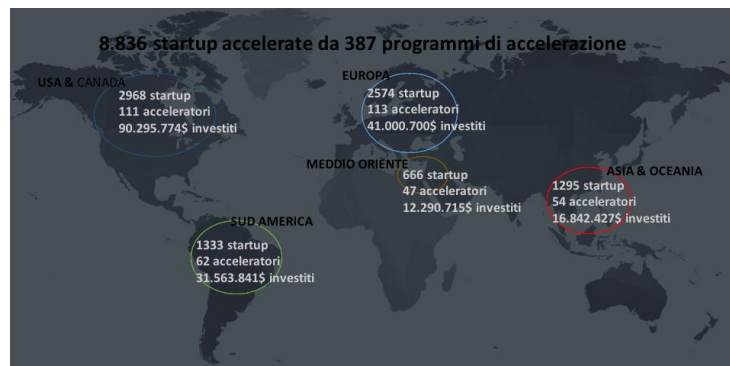 8.836 startup accelerate da 387 programmi di accelerazione
USA & CANADA
2968 startup
111 acceleratori
90.295.774$ investiti
EUROPA
2574 startup
113 acceleratori
41.000.700$ investiti
MEDDIO ORIENTE
666 startup
47 acceleratori
12.290.715$ investiti
ASIA & OCEANIA
1295 startup
54 acceleratori
16.842.427$ investiti
SUD AMERICA
1333 startup
62 acceleratori
31.563.841$ investiti